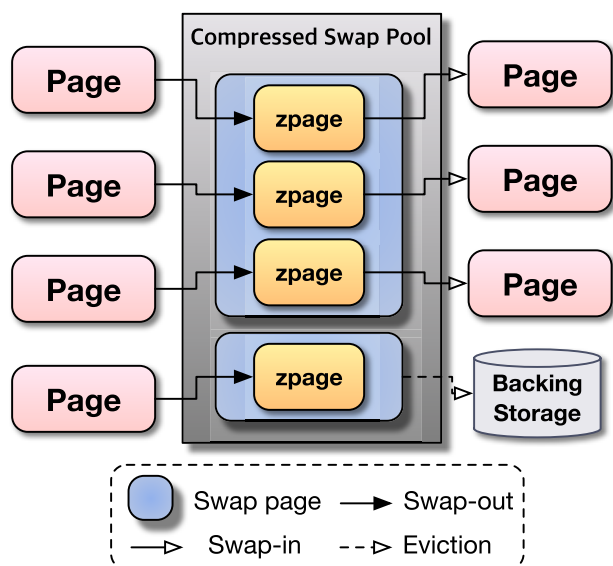 Compressed Swap Pool
Page
zpage
Page
Page
zpage
Page
Page
zpage
Page
Page
zpage
Backing
Storage
Swap page
Swap-out
Swap-in
Eviction